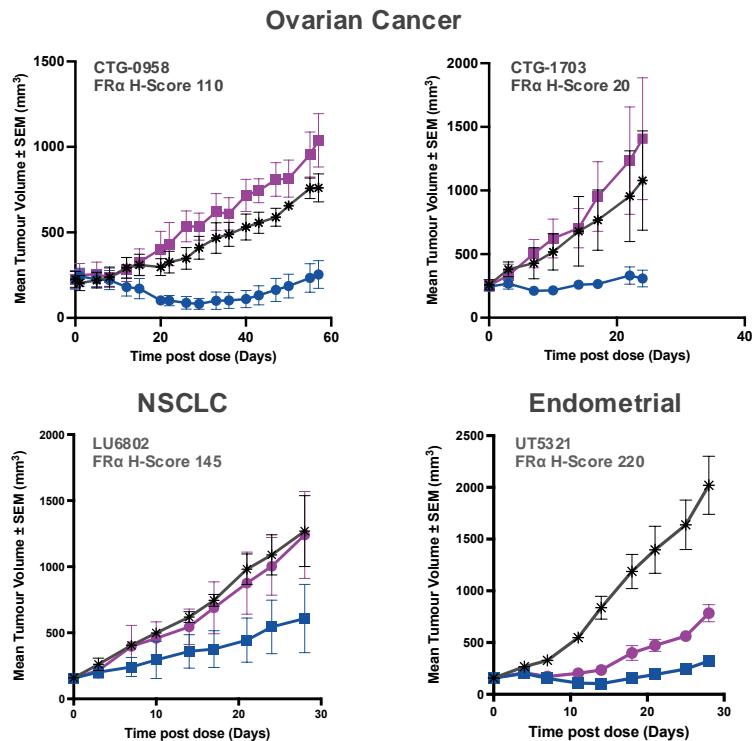 Ovarian Cancer
CTG-0958
FRα H-Score 110
Mean Tumour Volume ± SEM (mm³)
1500
1000
500
0
0 20 40 60
Time post dose (Days)
CTG-1703
FRα H-Score 20
Mean Tumour Volume ± SEM (mm³)
2000
1500
1000
500
0
0 20 40
Time post dose (Days)
NSCLC
LU6802
FRα H-Score 145
Mean Tumour Volume ± SEM (mm³)
2000
1500
1000
500
0
0 10 20 30
Time post dose (Days)
Endometrial
UT5321
FRα H-Score 220
Mean Tumour Volume ± SEM (mm³)
2500
2000
1500
1000
500
0
0 10 20 30
Time post dose (Days)